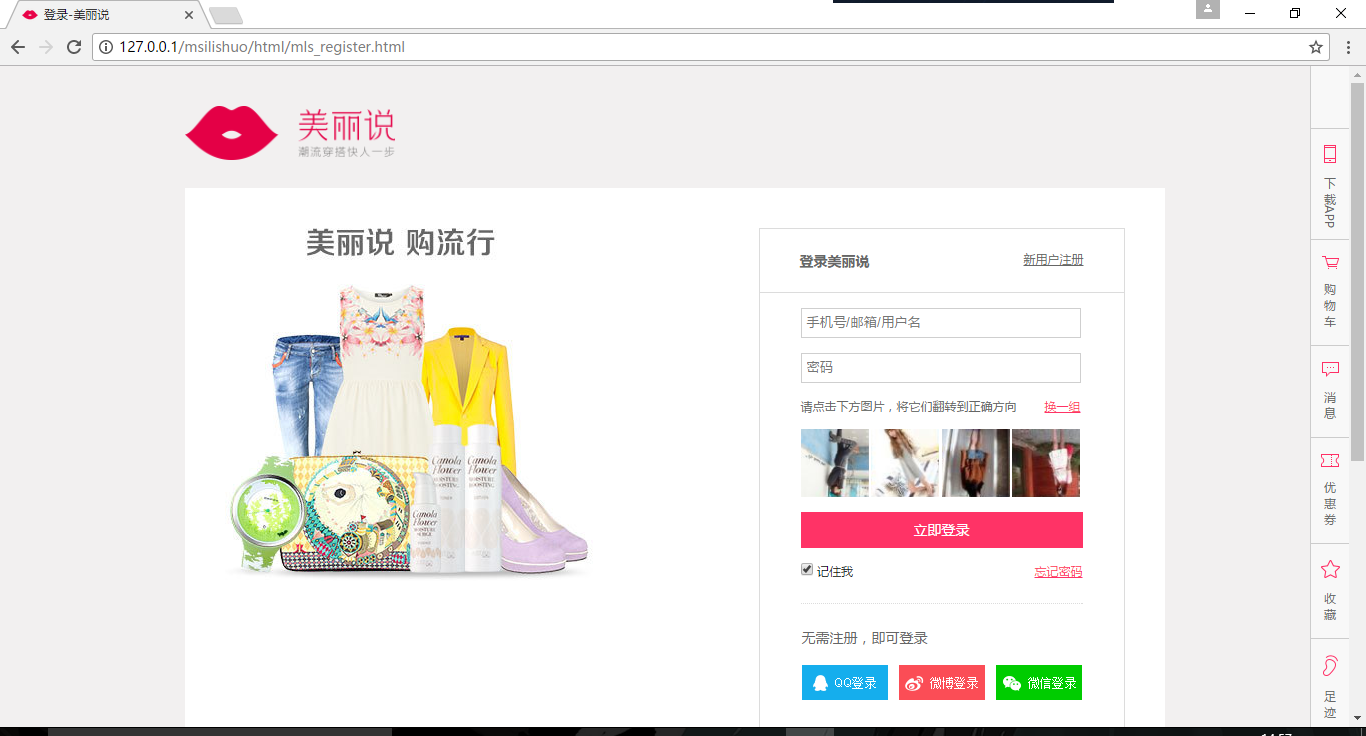 登录-美丽说
127.0.0.1/msilishuo/html/mls_register.html
美丽说
潮流穿搭快人一步
美丽说 购流行
登录美丽说
新用户注册
手机号/邮箱/用户名
密码
请点击下方图片，将它们翻转到正确方向
换一组
立即登录
记住我
忘记密码
无需注册，即可登录
QQ登录
微博登录
微信登录
Canola
Flower
MOISTURE
BOOSTING
Canola
Flower
MOISTURE
BOOSTING
Canola
Flower
下载APP
购物车
消息
优惠券
收藏
足迹